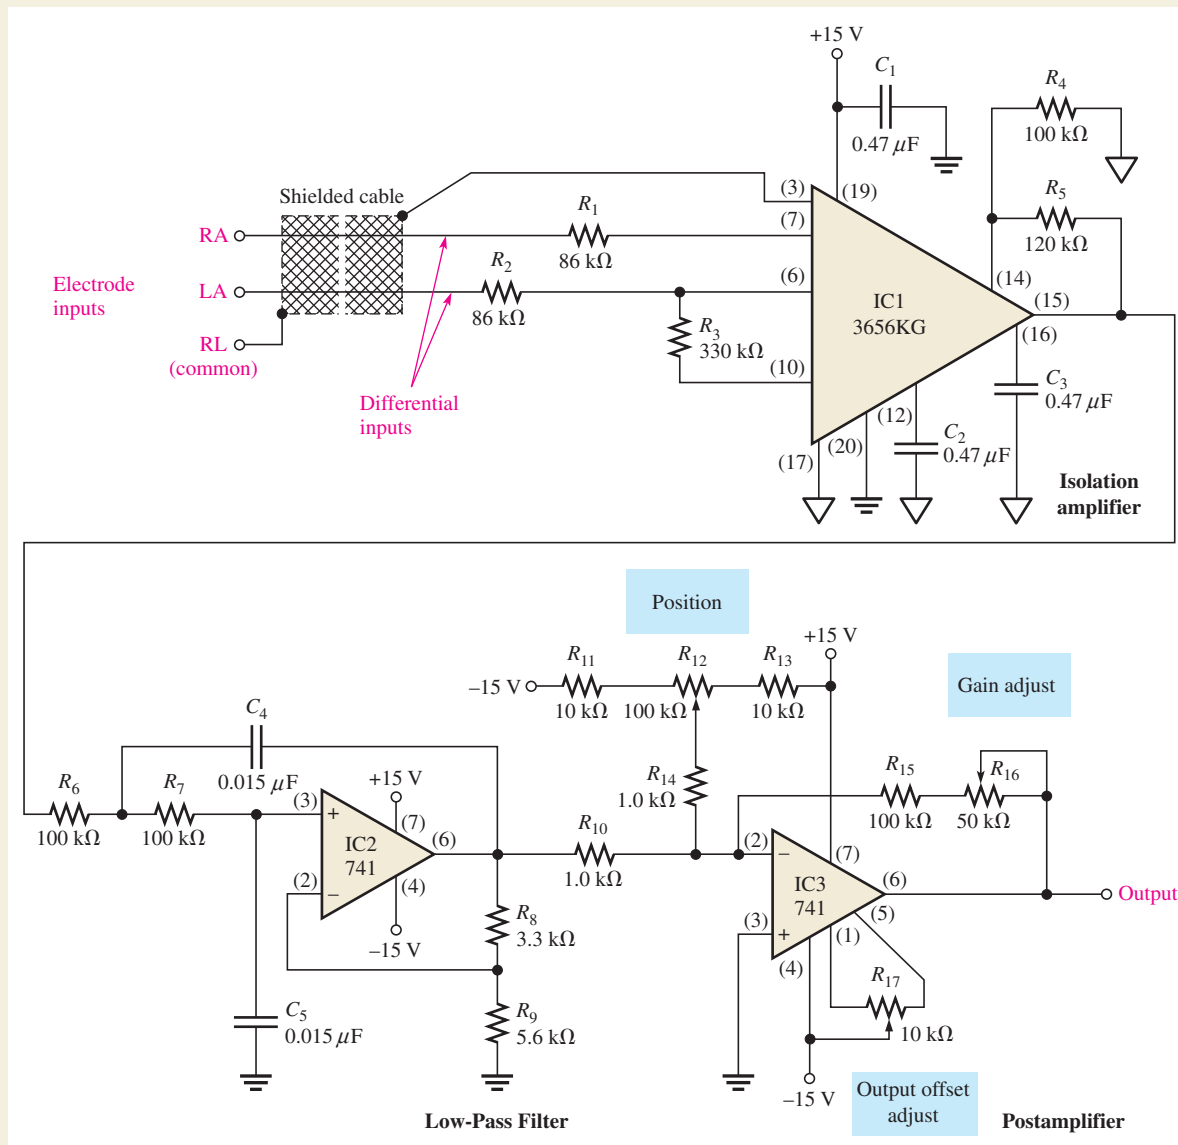 +15 V
C1
0.47 µF
R4
100 kΩ
Shielded cable
(3)
(19)
R1
(7)
R5
RA
86 kΩ
120 kΩ
R2
(6)
(14)
Electrode
inputs
LA
86 kΩ
IC1
3656KG
(15)
R3
330 kΩ
(16)
RL
(common)
(10)
C3
0.47 µF
Differential
inputs
(12)
C2
0.47 µF
(20)
(17)
Isolation
amplifier
Position
+15 V
R11
R12
R13
–15 V
10 kΩ
100 kΩ
10 kΩ
Gain adjust
C4
0.015 µF
R6
R7
+15 V
R14
1.0 kΩ
R15
R16
100 kΩ
100 kΩ
(3)
+
(7)
100 kΩ
50 kΩ
IC2
741
(6)
R10
1.0 kΩ
(2)
–
(7)
(2)
–
(4)
IC3
741
(6)
Output
–15 V
R8
3.3 kΩ
(3)
+
(5)
(1)
(4)
R17
10 kΩ
C5
0.015 µF
R9
5.6 kΩ
–15 V
Output offset
adjust
Low-Pass Filter
Postamplifier